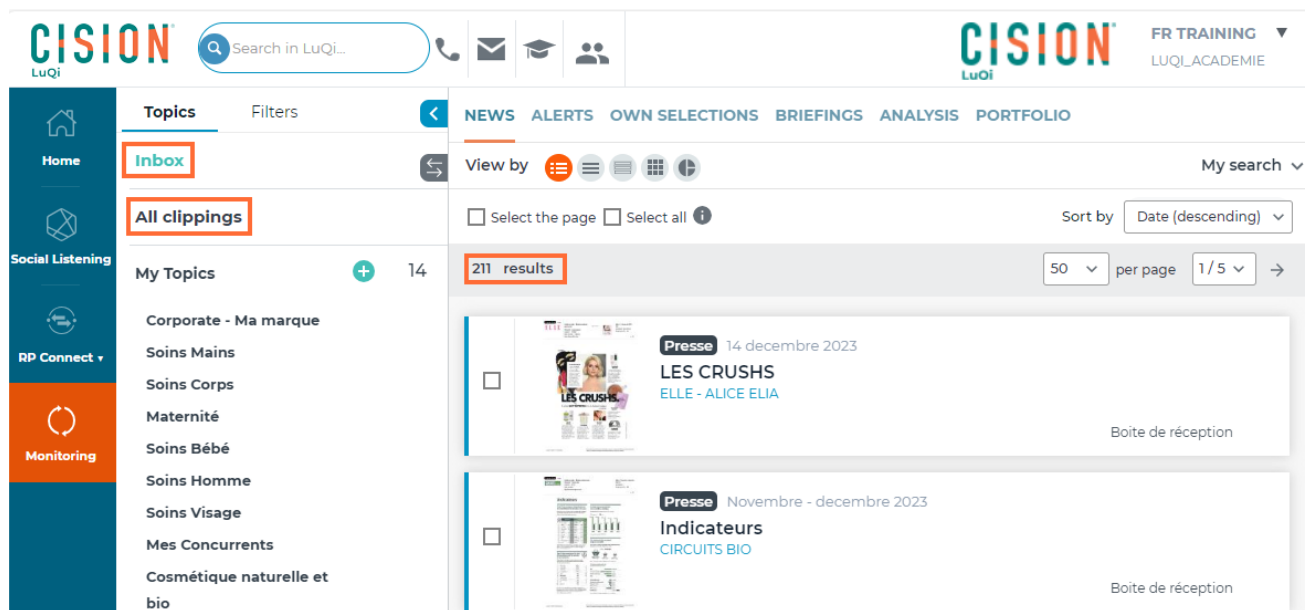 CISION
LuQi
Search in LuQi...
CISION
LuQi
FR TRAINING ▼
LUQI_ACADEMIE
Home
Social Listening
RP Connect ▾
Monitoring
Topics Filters
Inbox
All clippings
My Topics 14
Corporate - Ma marque
Soins Mains
Soins Corps
Maternité
Soins Bébé
Soins Homme
Soins Visage
Mes Concurrents
Cosmétique naturelle et
bio
NEWS ALERTS OWN SELECTIONS BRIEFINGS ANALYSIS PORTFOLIO
View by My search
Select the page Select all Sort by Date (descending)
211 results 50 per page 1 / 5
ELLE
LES CRUSHS.
Presse 14 decembre 2023
LES CRUSHS
ELLE - ALICE ELIA
Boite de réception
Indicateurs
Presse Novembre - decembre 2023
Indicateurs
CIRCUITS BIO
Boite de réception